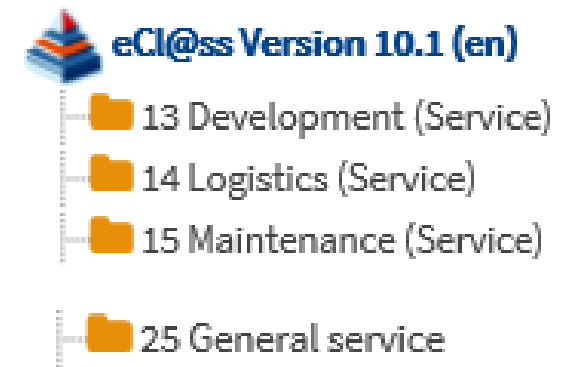 eCl@ss Version 10.1 (en)
13 Development (Service)
14 Logistics (Service)
15 Maintenance (Service)
25 General service